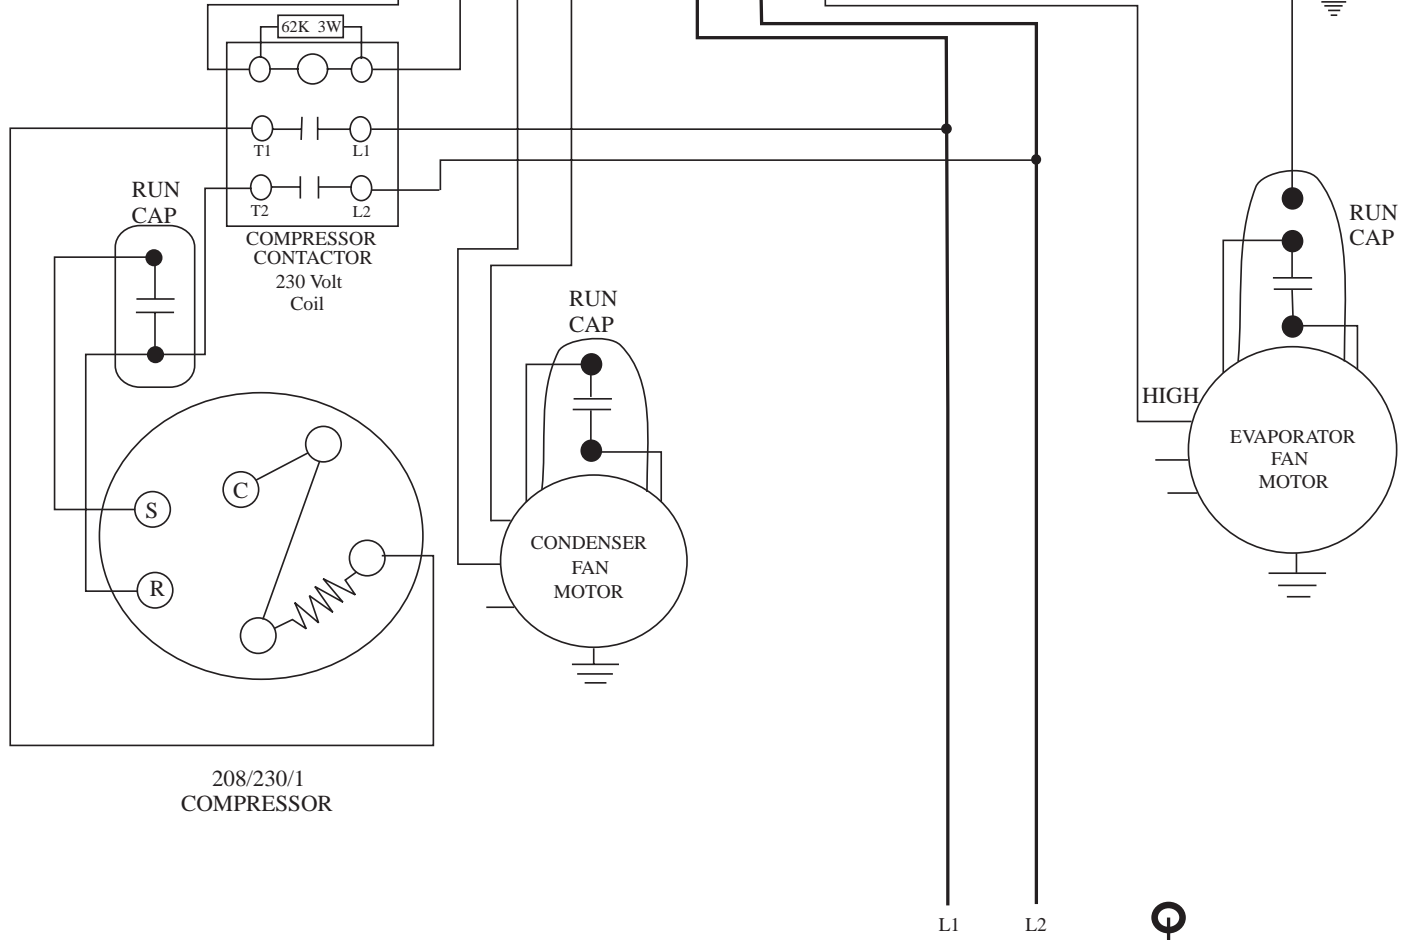 62K 3W
T1
L1
T2
L2
COMPRESSOR
CONTACTOR
230 Volt
Coil
RUN
CAP
RUN
CAP
RUN
CAP
HIGH
EVAPORATOR
FAN
MOTOR
C
S
R
CONDENSER
FAN
MOTOR
208/230/1
COMPRESSOR
L1
L2